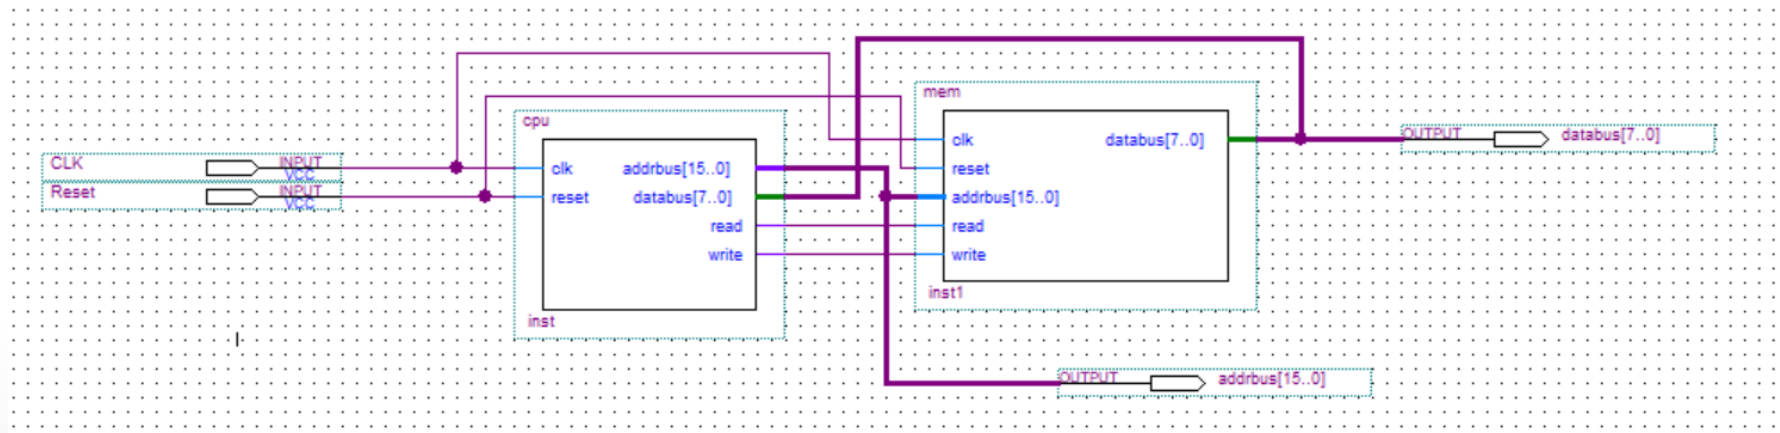 CLK
INPUT
VCC
Reset
INPUT
VCC
cpu
clk
addrbus[15..0]
reset
databus[7..0]
read
write
inst
mem
clk
databus[7..0]
reset
addrbus[15..0]
read
write
inst1
OUTPUT
databus[7..0]
OUTPUT
addrbus[15..0]